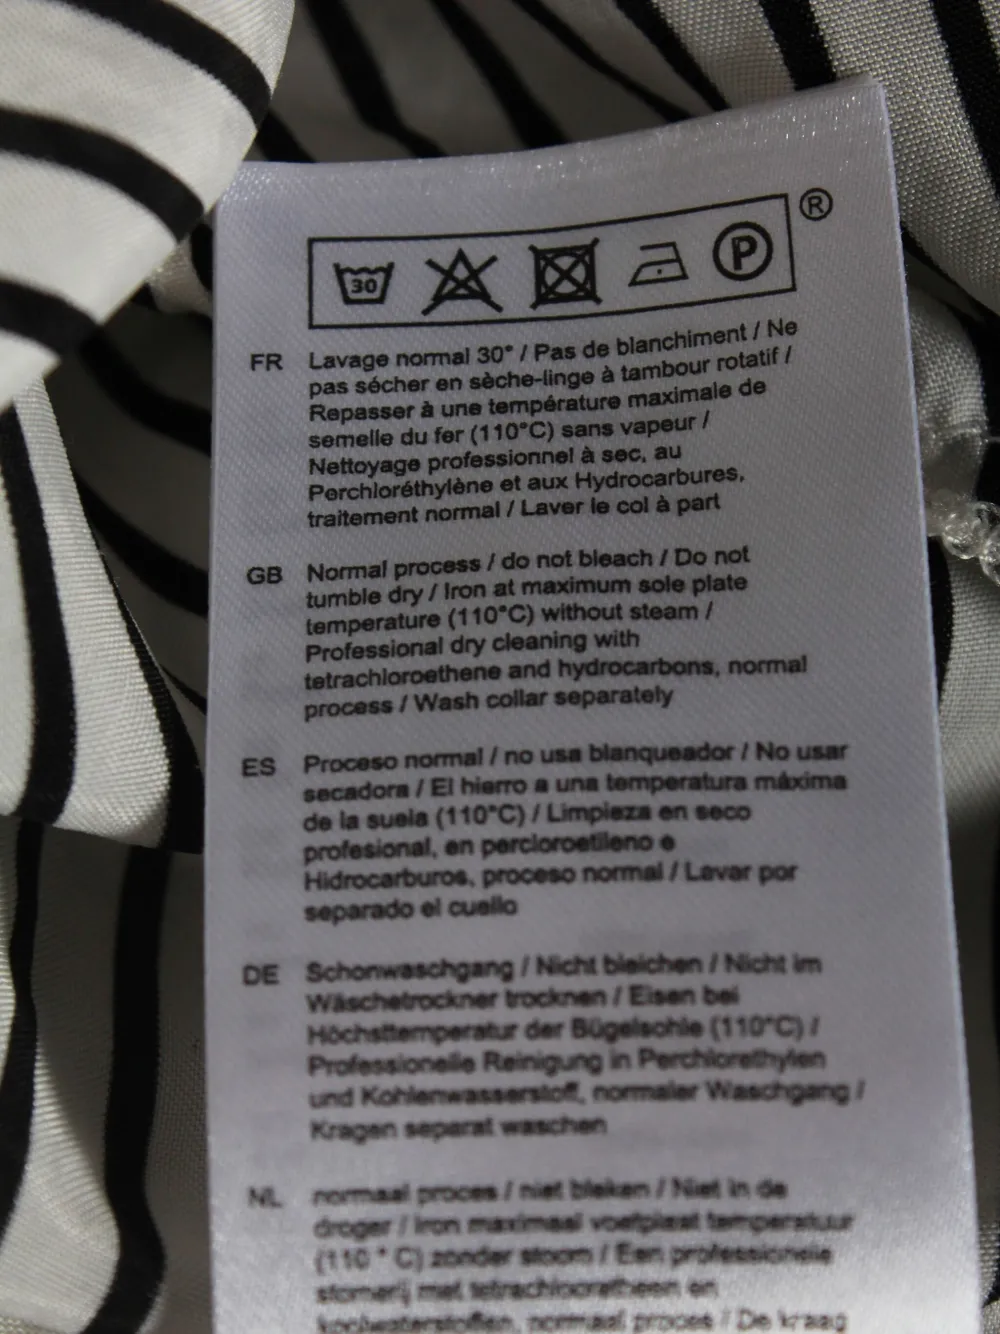 30 P ®
FR Lavage normal 30° / Pas de blanchiment / Ne
pas sécher en sèche-linge à tambour rotatif /
Repasser à une température maximale de
semelle du fer (110°C) sans vapeur /
Nettoyage professionnel à sec, au
Perchloréthylène et aux Hydrocarbures,
traitement normal / Laver le col à part
GB Normal process / do not bleach / Do not
tumble dry / Iron at maximum sole plate
temperature (110°C) without steam /
Professional dry cleaning with
tetrachloroethene and hydrocarbons, normal
process / Wash collar separately
ES Proceso normal / no usa blanqueador / No usar
secadora / El hierro a una temperatura máxima
de la suela (110°C) / Limpieza en seco
profesional, en percloroetileno e
Hidrocarburos, proceso normal / Lavar por
separado el cuello
DE Schonwaschgang / Nicht bleichen / Nicht im
Wäschetrockner trocknen / Eisen bei
Höchsttemperatur der Bügelsohle (110°C) /
Professionelle Reinigung in Perchlorethylen
und Kohlenwasserstoff, normaler Waschgang /
Kragen separat waschen
NL normaal proces / niet bleken / Niet in de
droger / Iron maximaal voetplaat temperatuur
(110 ° C) zonder stoom / Een professionele
stomerij met tetrachloroetheen en
koolwaterstoffen, normaal proces / De kraag